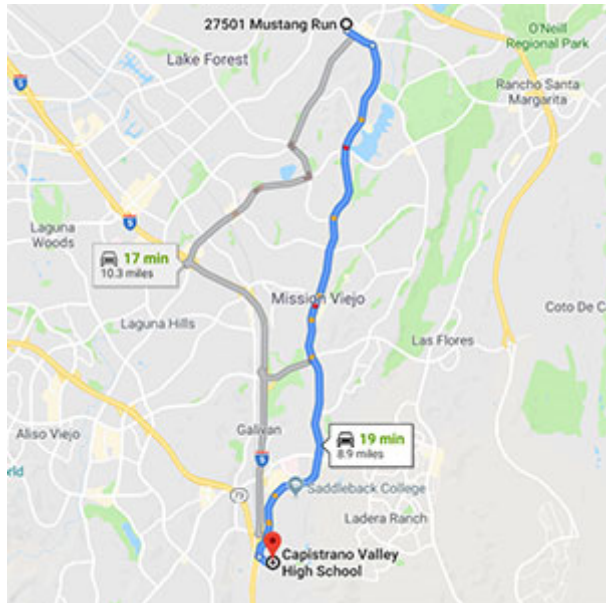 27501 Mustang Run
O'Neill
Regional Park
Lake Forest
5
Rancho Santa
Margarita
Laguna
Woods
5
17 min
10.3 miles
Mission Viejo
Coto De C
Laguna Hills
Las Flores
Aliso Viejo
Galivan
19 min
8.9 miles
5
orld
73
Saddleback College
Ladera Ranch
Capistrano Valley
High School